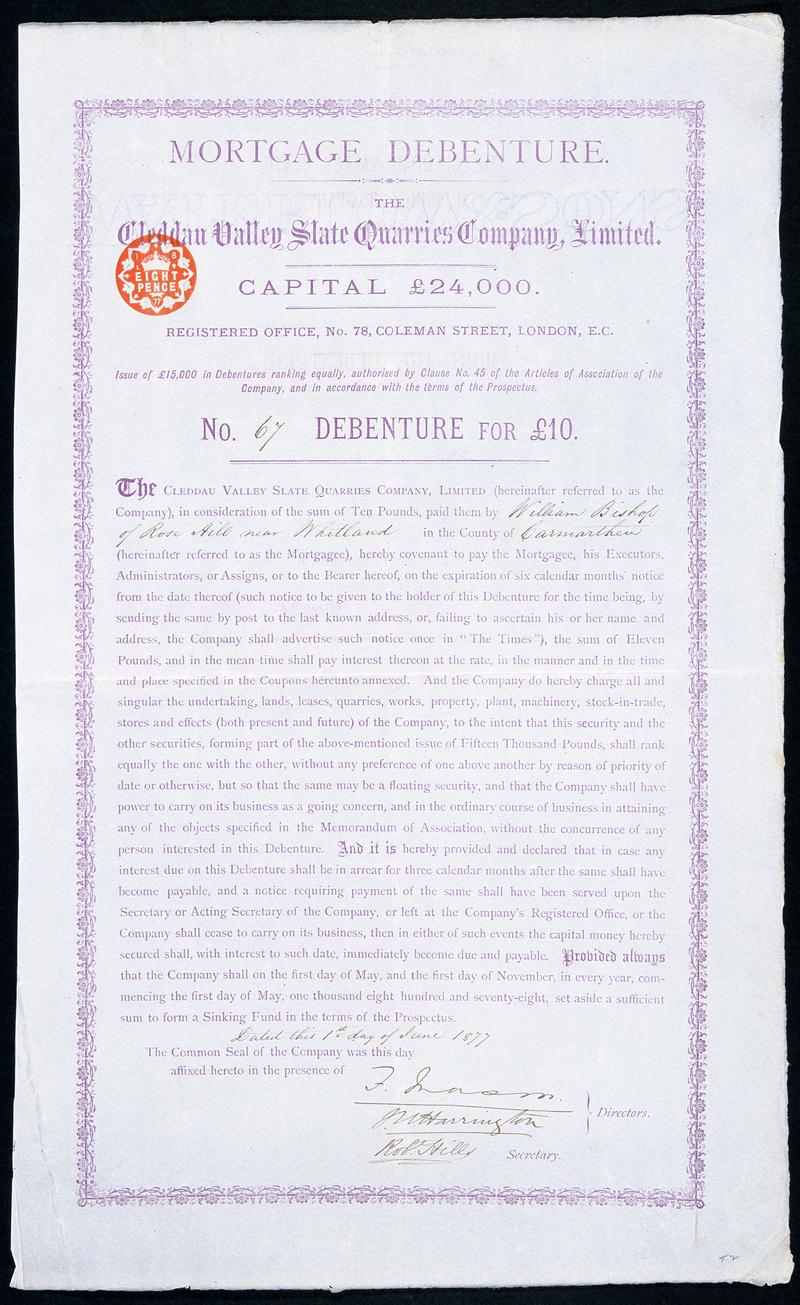 MORTGAGE DEBENTURE.
THE
Cleddau Valley Slate Quarries Company, Limited.
18
EIGHT
PENCE
77
CAPITAL £24,000.
REGISTERED OFFICE, No. 78, COLEMAN STREET, LONDON, E.C.
Issue of £15,000 in Debentures ranking equally, authorised by Clause No. 45 of the Articles of Association of the
Company, and in accordance with the terms of the Prospectus.
No. 67 DEBENTURE FOR £10.
The CLEDDAU VALLEY SLATE QUARRIES COMPANY, LIMITED (hereinafter referred to as the
Company), in consideration of the sum of Ten Pounds, paid them by William Bishop
of Rose Hill near Whitland in the County of Carmarthen
(hereinafter referred to as the Mortgagee), hereby covenant to pay the Mortgagee, his Executors,
Administrators, or Assigns, or to the Bearer hereof, on the expiration of six calendar months' notice
from the date thereof (such notice to be given to the holder of this Debenture for the time being, by
sending the same by post to the last known address, or, failing to ascertain his or her name and
address, the Company shall advertise such notice once in "The Times"), the sum of Eleven
Pounds, and in the mean time shall pay interest thereon at the rate, in the manner and in the time
and place specified in the Coupons hereunto annexed. And the Company do hereby charge all and
singular the undertaking, lands, leases, quarries, works, property, plant, machinery, stock-in-trade,
stores and effects (both present and future) of the Company, to the intent that this security and the
other securities, forming part of the above-mentioned issue of Fifteen Thousand Pounds, shall rank
equally the one with the other, without any preference of one above another by reason of priority of
date or otherwise, but so that the same may be a floating security, and that the Company shall have
power to carry on its business as a going concern, and in the ordinary course of business in attaining
any of the objects specified in the Memorandum of Association, without the concurrence of any
person interested in this Debenture. And it is hereby provided and declared that in case any
interest due on this Debenture shall be in arrear for three calendar months after the same shall have
become payable, and a notice requiring payment of the same shall have been served upon the
Secretary or Acting Secretary of the Company, or left at the Company's Registered Office, or the
Company shall cease to carry on its business, then in either of such events the capital money hereby
secured shall, with interest to such date, immediately become due and payable. Provided always
that the Company shall on the first day of May, and the first day of November, in every year, com-
mencing the first day of May, one thousand eight hundred and seventy-eight, set aside a sufficient
sum to form a Sinking Fund in the terms of the Prospectus.
Dated this 1st day of June 1877
The Common Seal of the Company was this day
affixed hereto in the presence of
F.
Harrington
Directors.
Robt. Hills Secretary.